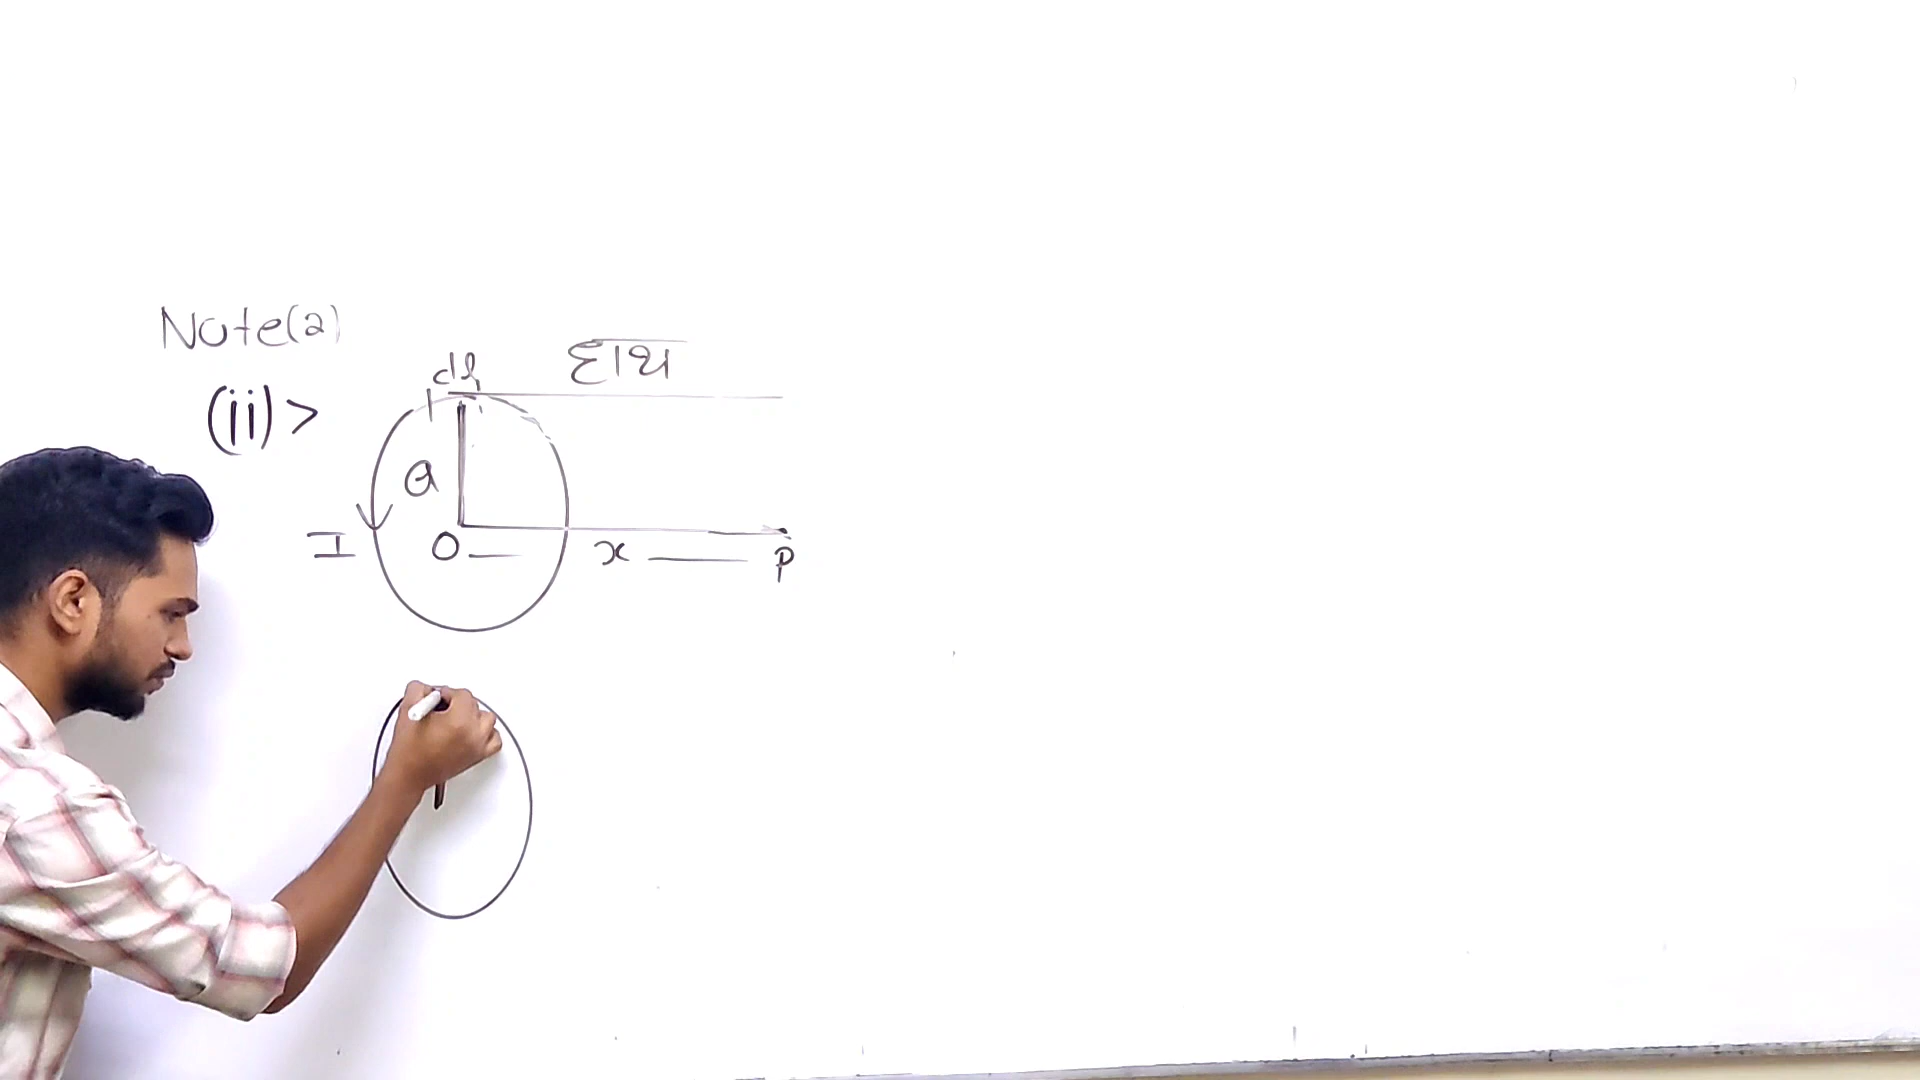 Note(2)
(ii)>
dl
हाथ
a
I
O
x
P